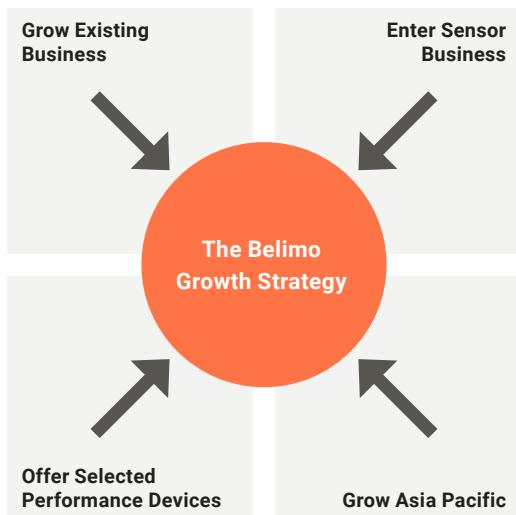 Grow Existing
Business
Enter Sensor
Business
The Belimo
Growth Strategy
Offer Selected
Performance Devices
Grow Asia Pacific